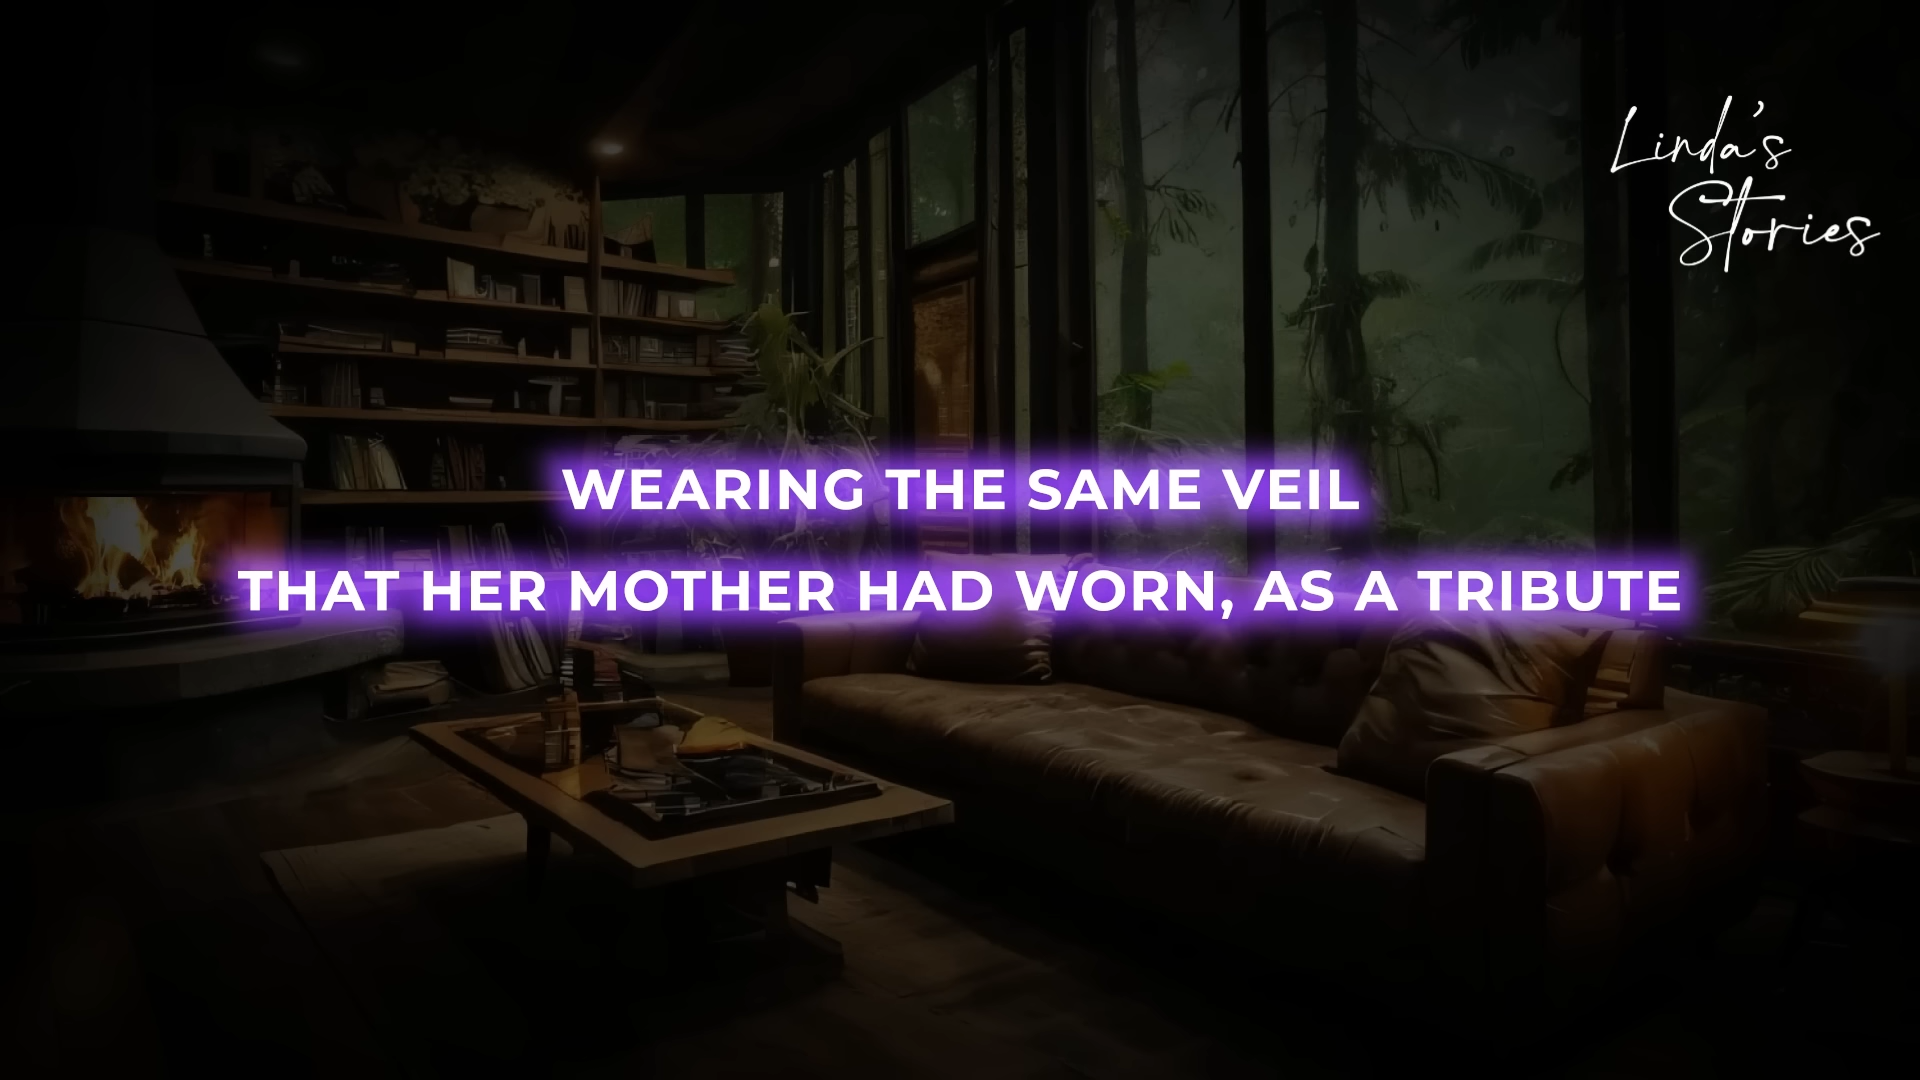 Linda's
Stories
WEARING THE SAME VEIL
THAT HER MOTHER HAD WORN, AS A TRIBUTE